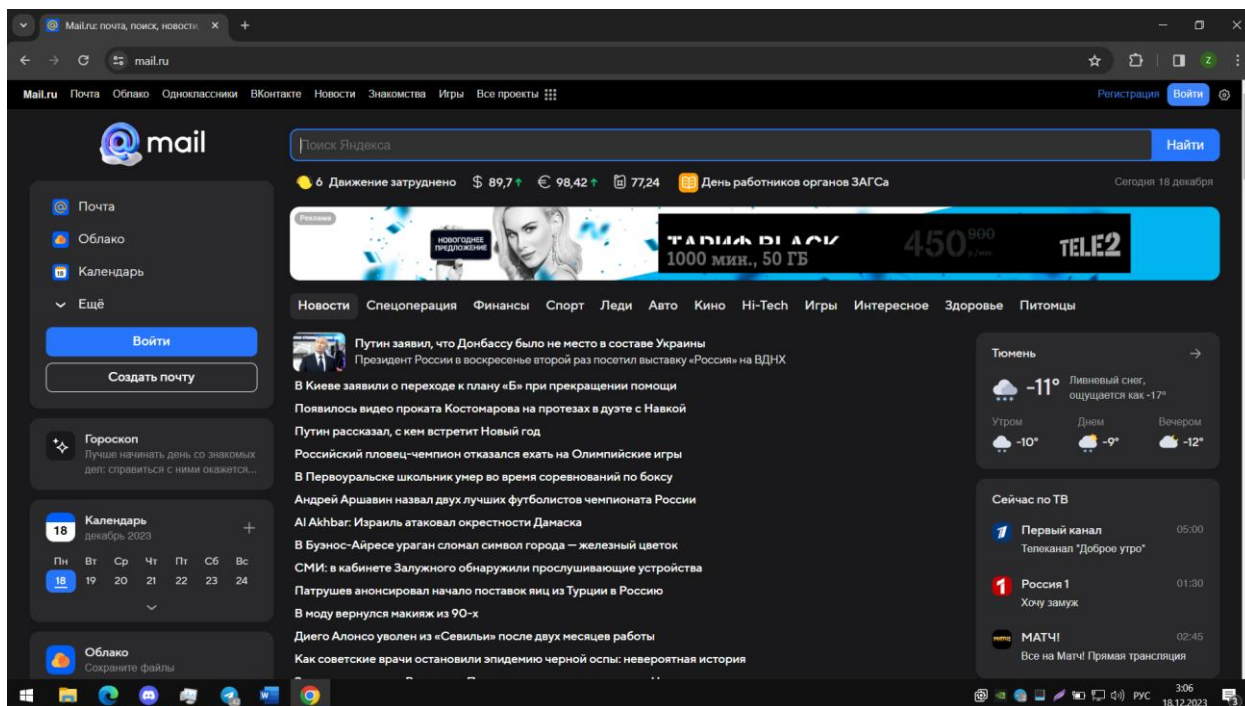 Mail.ru: почта, поиск, новости,
mail.ru
Mail.ru Почта Облако Одноклассники ВКонтакте Новости Знакомства Игры Все проекты Регистрация Войти
mail
Поиск Яндекса Найти
6 Движение затруднено $ 89,7 ↑ € 98,42 ↑ 77,24 День работников органов ЗАГСа Сегодня 18 декабря
Почта
Облако
Календарь
Ещё
Войти
Создать почту
Реклама
НОВОГОДНЕЕ
ПРЕДЛОЖЕНИЕ
ТАРИФ BLACK
1000 мин., 50 ГБ
450 900
р./мес.
TELE2
Новости Спецоперация Финансы Спорт Леди Авто Кино Hi-Tech Игры Интересное Здоровье Питомцы
Путин заявил, что Донбассу было не место в составе Украины
Президент России в воскресенье второй раз посетил выставку «Россия» на ВДНХ
В Киеве заявили о переходе к плану «Б» при прекращении помощи
Появилось видео проката Костомарова на протезах в дуэте с Навкой
Путин рассказал, с кем встретит Новый год
Российский пловец-чемпион отказался ехать на Олимпийские игры
В Первоуральске школьник умер во время соревнований по боксу
Андрей Аршавин назвал двух лучших футболистов чемпионата России
Al Akhbar: Израиль атаковал окрестности Дамаска
В Буэнос-Айресе ураган сломал символ города — железный цветок
СМИ: в кабинете Залужного обнаружили прослушивающие устройства
Патрушев анонсировал начало поставок яиц из Турции в Россию
В моду вернулся макияж из 90-х
Диего Алонсо уволен из «Севильи» после двух месяцев работы
Как советские врачи остановили эпидемию черной оспы: невероятная история
Гороскоп
Лучше начинать день со знакомых
дел: справиться с ними окажется...
18
Календарь
декабрь 2023
Пн Вт Ср Чт Пт Сб Вс
18 19 20 21 22 23 24
Облако
Сохраните файлы
Тюмень
-11° Ливневый снег,
ощущается как -17°
Утром Днем Вечером
-10° -9° -12°
Сейчас по ТВ
Первый канал 05:00
Телеканал "Доброе утро"
Россия 1 01:30
Хочу замуж
МАТЧ! 02:45
Все на Матч! Прямая трансляция
РУС
3:06
18.12.2023